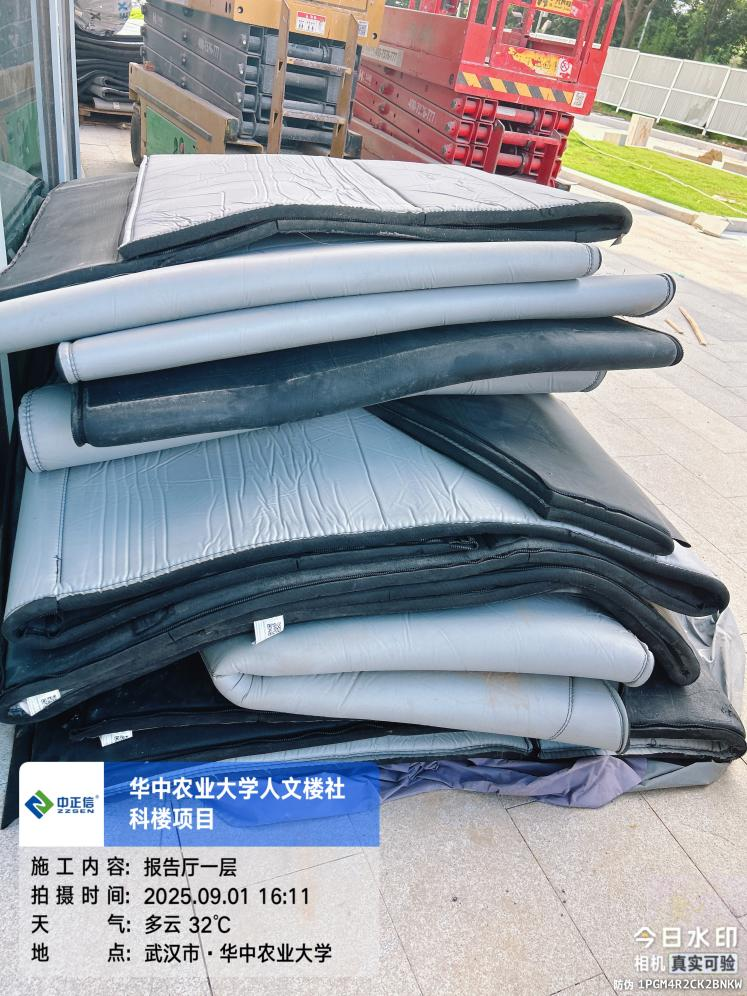 中正信
ZZSEN
华中农业大学人文楼社
科楼项目
施工内容: 报告厅一层
拍摄时间: 2025.09.01 16:11
天气: 多云 32℃
地点: 武汉市·华中农业大学
今日水印
相机 真实可验
防伪 1PGM4R2CK2BNKW